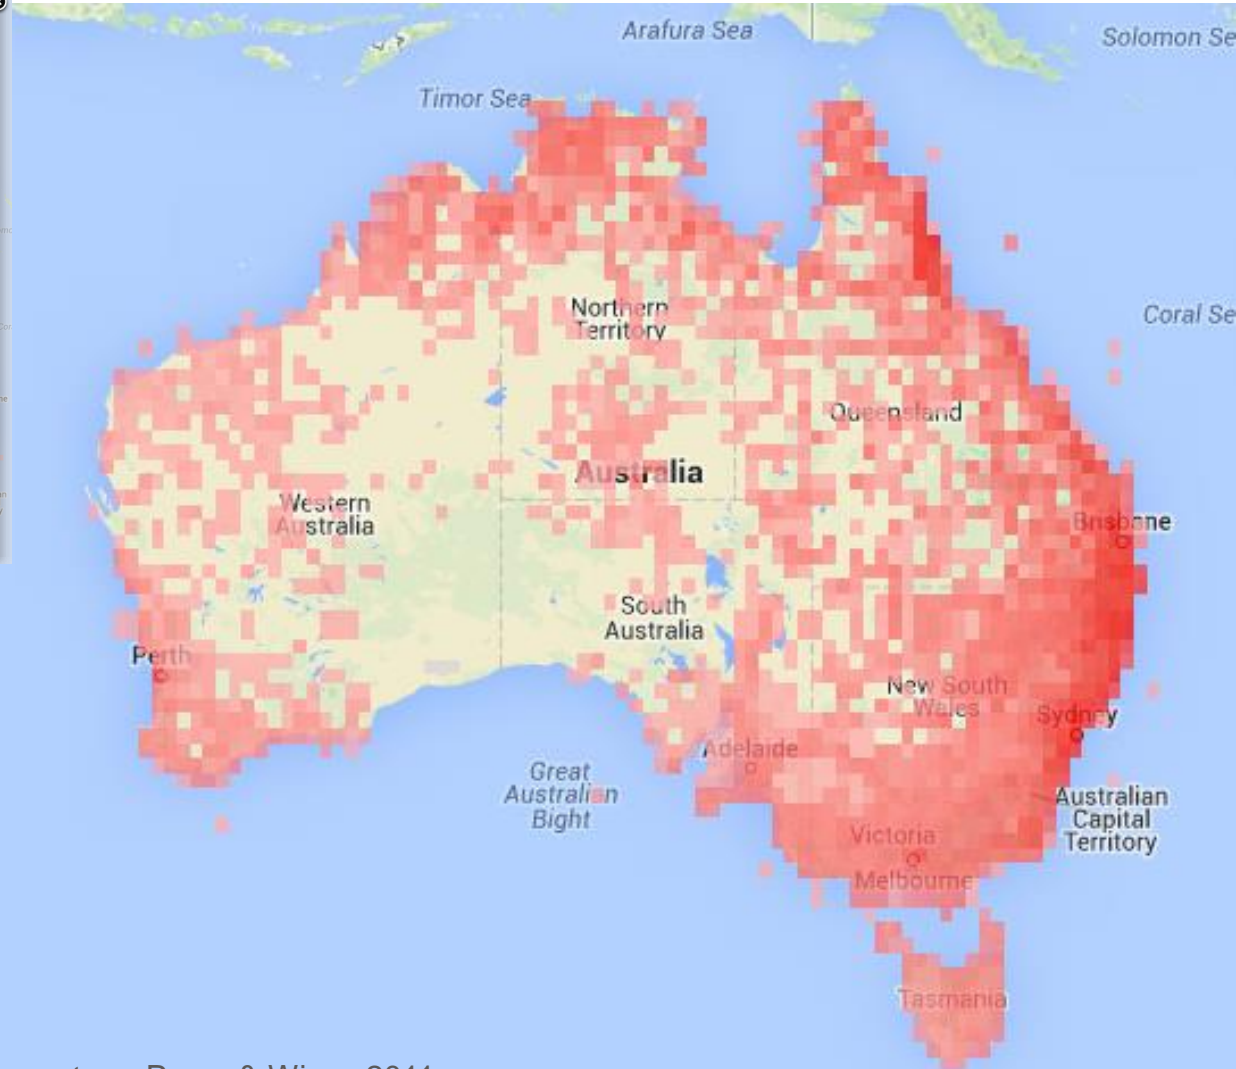 Arafura Sea
Solomon Se
Timor Sea
Coral Se
Northern
Territory
Queensland
Australia
Western
Australia
Brisbane
South
Australia
Perth
New South
Wales
Sydney
Adelaide
Great
Australian
Bight
Australian
Capital
Territory
Victoria
Melbourne
Tasmania